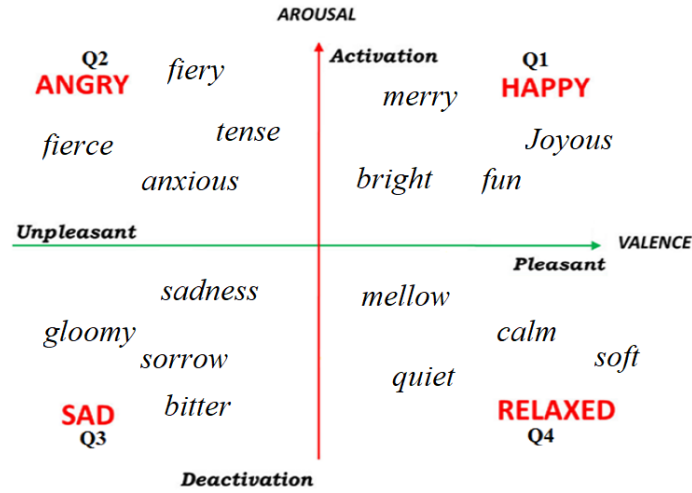 AROUSAL
Q2
ANGRY
fiery
Activation
Q1
HAPPY
merry
fierce
tense
anxious
Joyous
bright
fun
Unpleasant
VALENCE
Pleasant
sadness
gloomy
sorrow
bitter
SAD
Q3
mellow
calm
soft
quiet
RELAXED
Q4
Deactivation